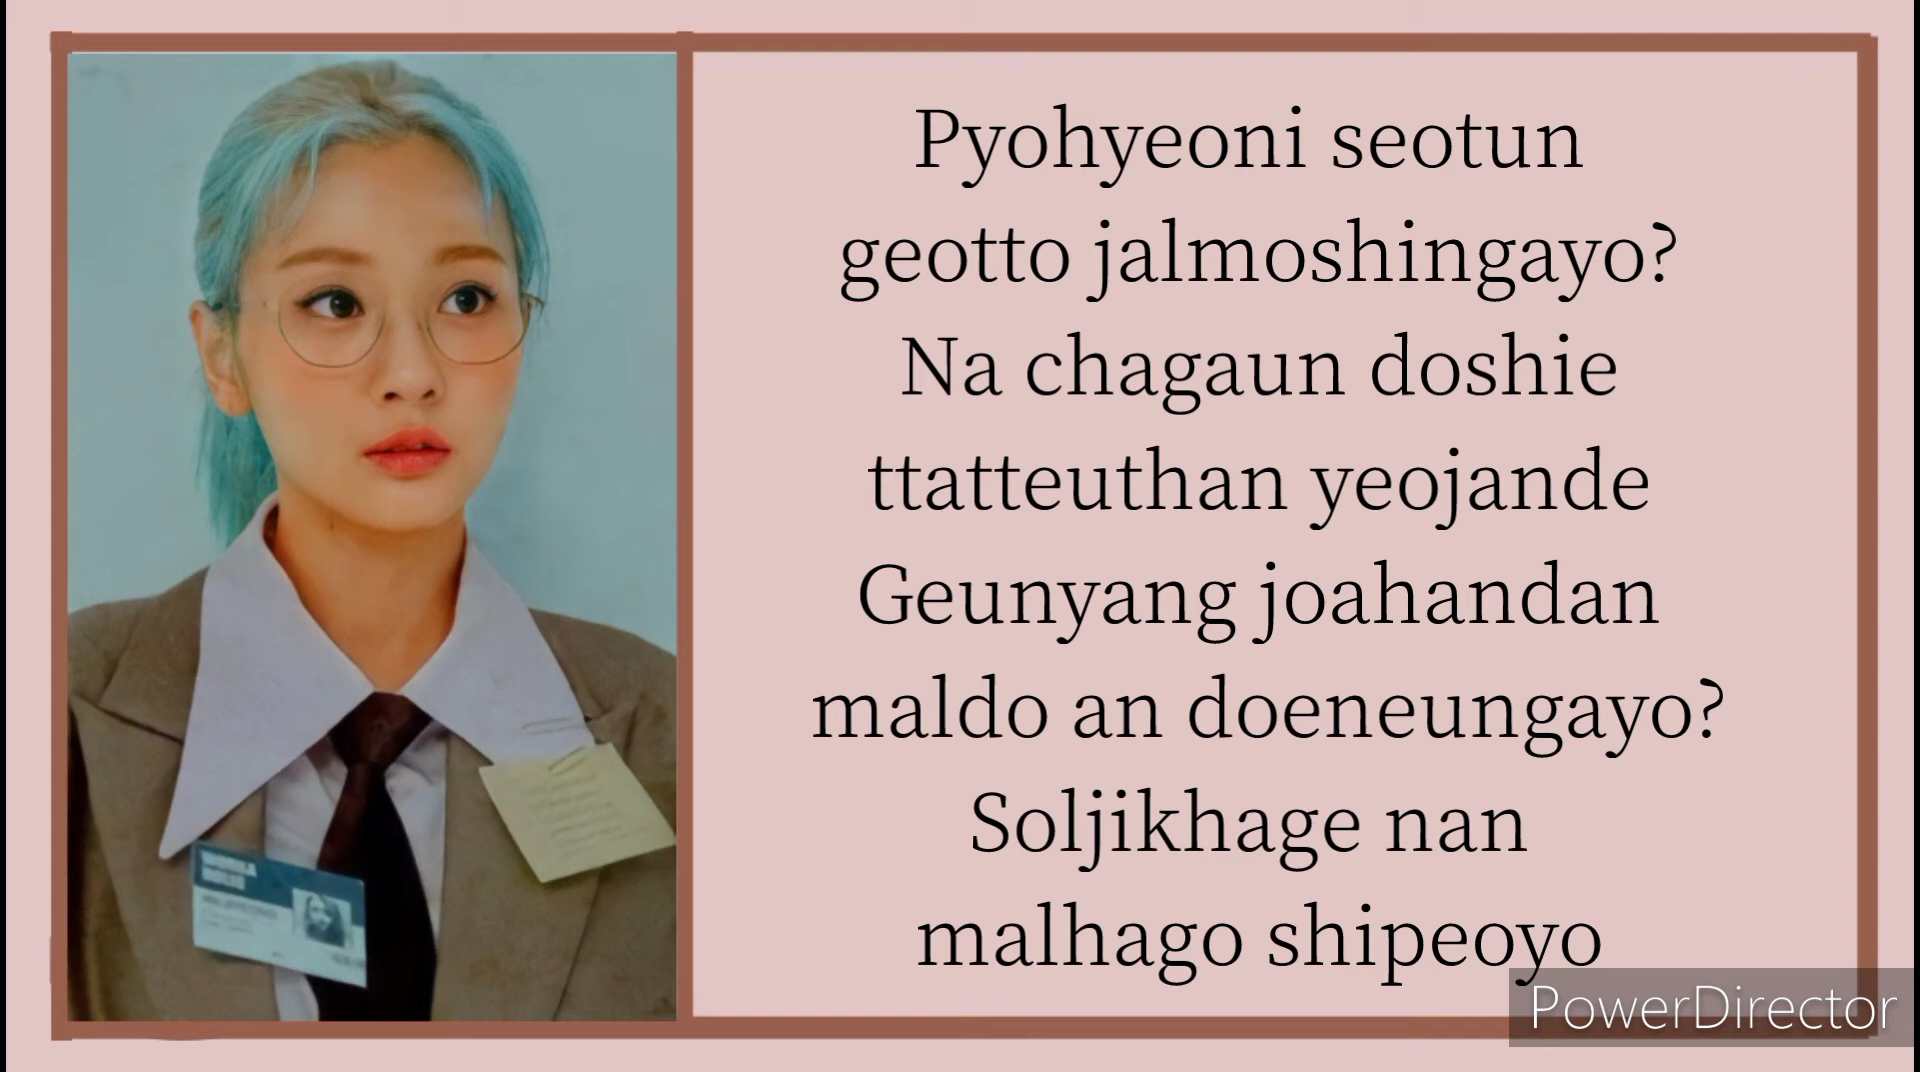 Pyohyeoni seotun
geotto jalmoshingayo?
Na chagaun doshie
ttatteuthan yeojande
Geunyang joahandan
maldo an doeneungayo?
Soljikhage nan
malhago shipeoyo
PowerDirector